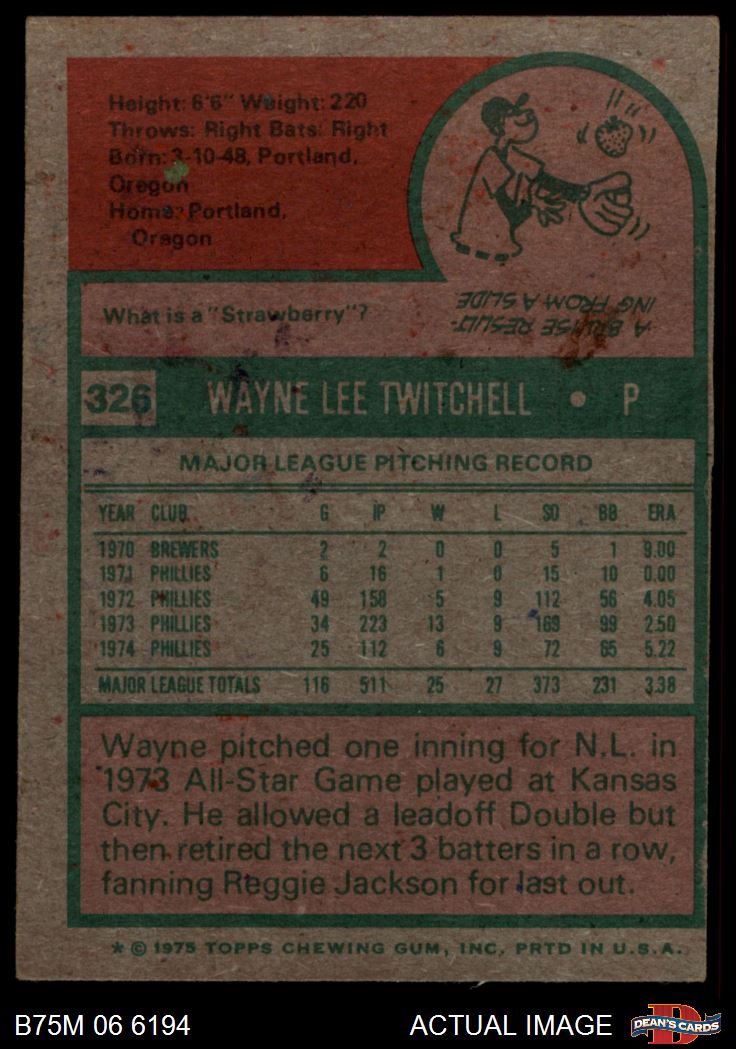 Height: 6'6" Weight: 220
Throws: Right Bats: Right
Born: 3-10-48, Portland,
Oregon
Home: Portland,
Oregon
What is a "Strawberry"?
A BRUISE RESULT-
ING FROM A SLIDE
326 WAYNE LEE TWITCHELL • P
MAJOR LEAGUE PITCHING RECORD
YEAR CLUB G IP W L SO BB ERA
1970 BREWERS 2 2 0 0 5 1 9.00
1971 PHILLIES 6 16 1 0 15 10 0.00
1972 PHILLIES 49 158 5 9 112 56 4.05
1973 PHILLIES 34 223 13 9 169 99 2.50
1974 PHILLIES 25 112 6 9 72 65 5.22
MAJOR LEAGUE TOTALS 116 511 25 27 373 231 3.38
Wayne pitched one inning for N.L. in
1973 All-Star Game played at Kansas
City. He allowed a leadoff Double but
then retired the next 3 batters in a row,
fanning Reggie Jackson for last out.
* © 1975 TOPPS CHEWING GUM, INC. PRTD IN U.S.A.
B75M 06 6194 ACTUAL IMAGE D DEAN'S CARDS